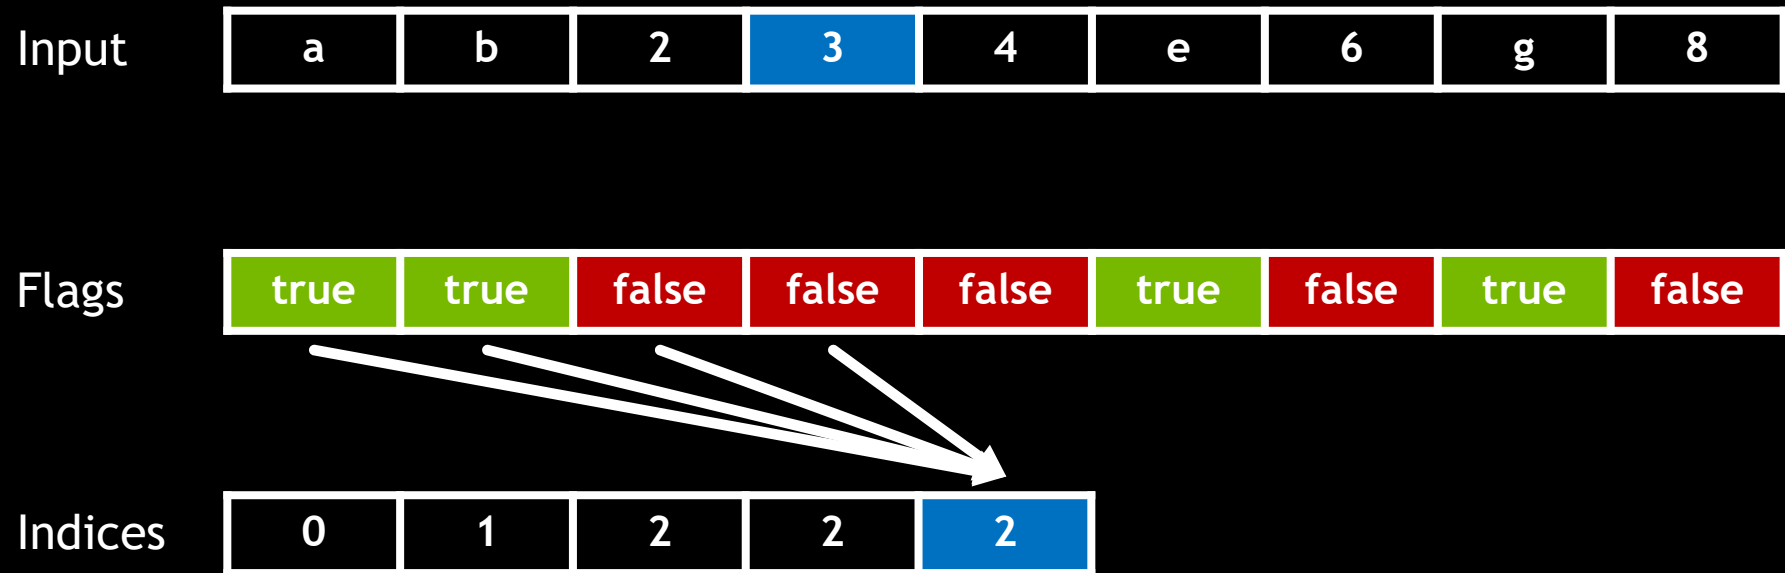 Input a b 2 3 4 e 6 g 8
Flags true true false false false true false true false
Indices 0 1 2 2 2